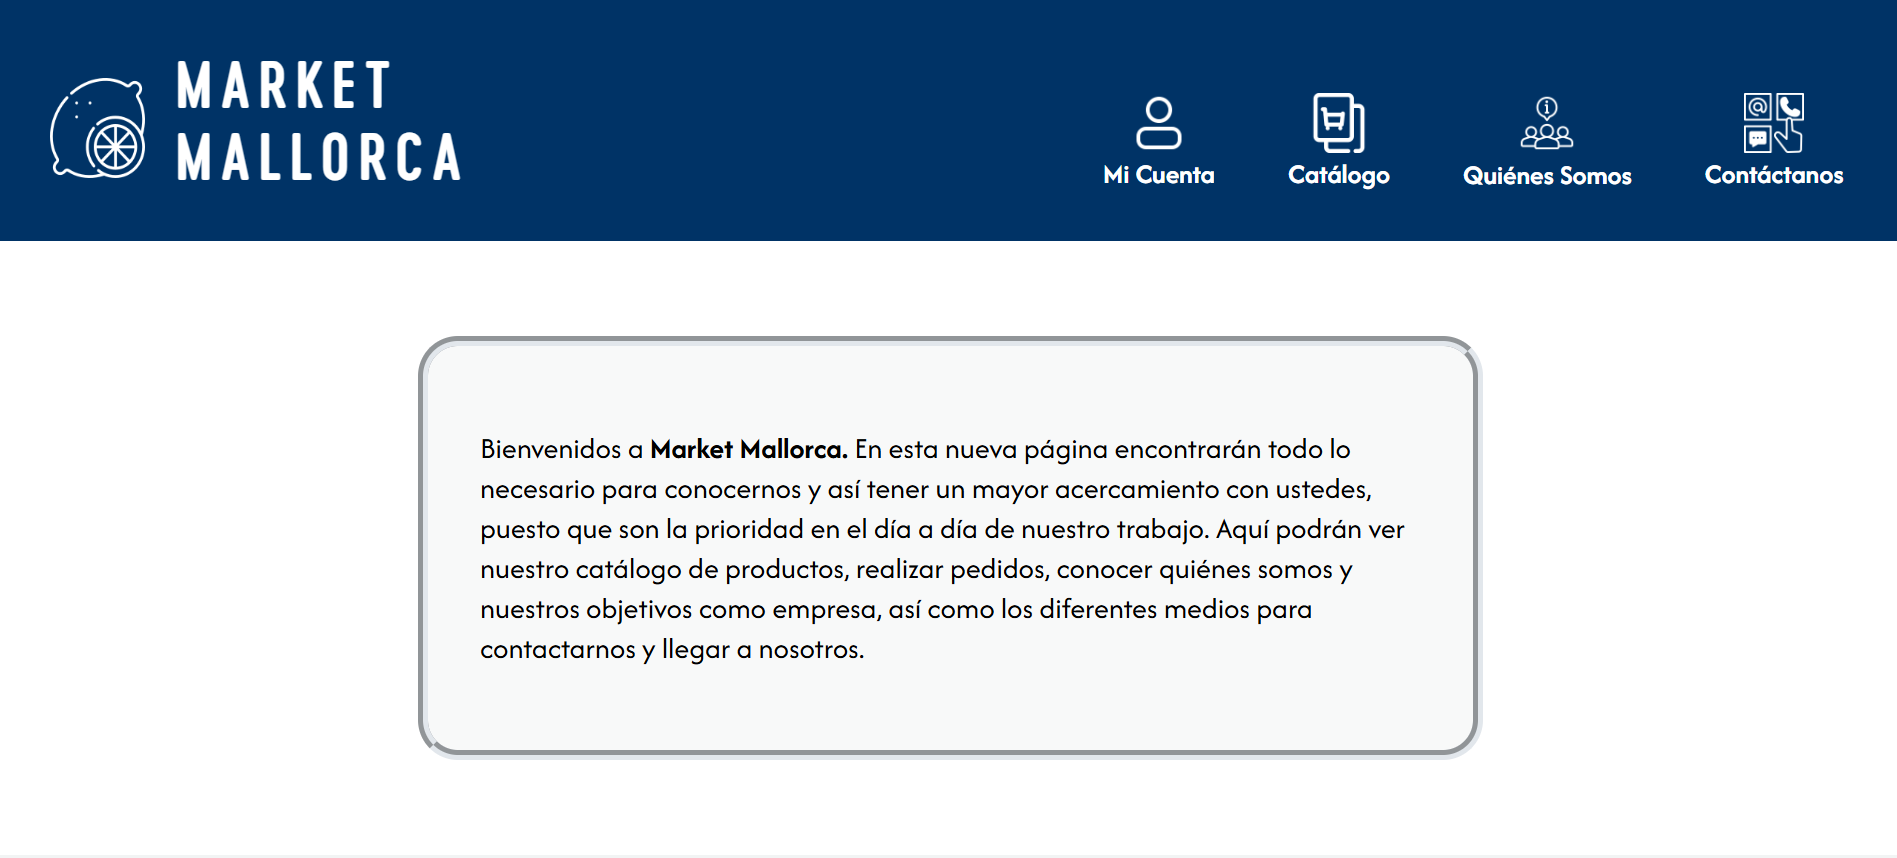 MARKET
MALLORCA
Mi Cuenta
Catálogo
Quiénes Somos
Contáctanos
Bienvenidos a Market Mallorca. En esta nueva página encontrarán todo lo
necesario para conocernos y así tener un mayor acercamiento con ustedes,
puesto que son la prioridad en el día a día de nuestro trabajo. Aquí podrán ver
nuestro catálogo de productos, realizar pedidos, conocer quiénes somos y
nuestros objetivos como empresa, así como los diferentes medios para
contactarnos y llegar a nosotros.